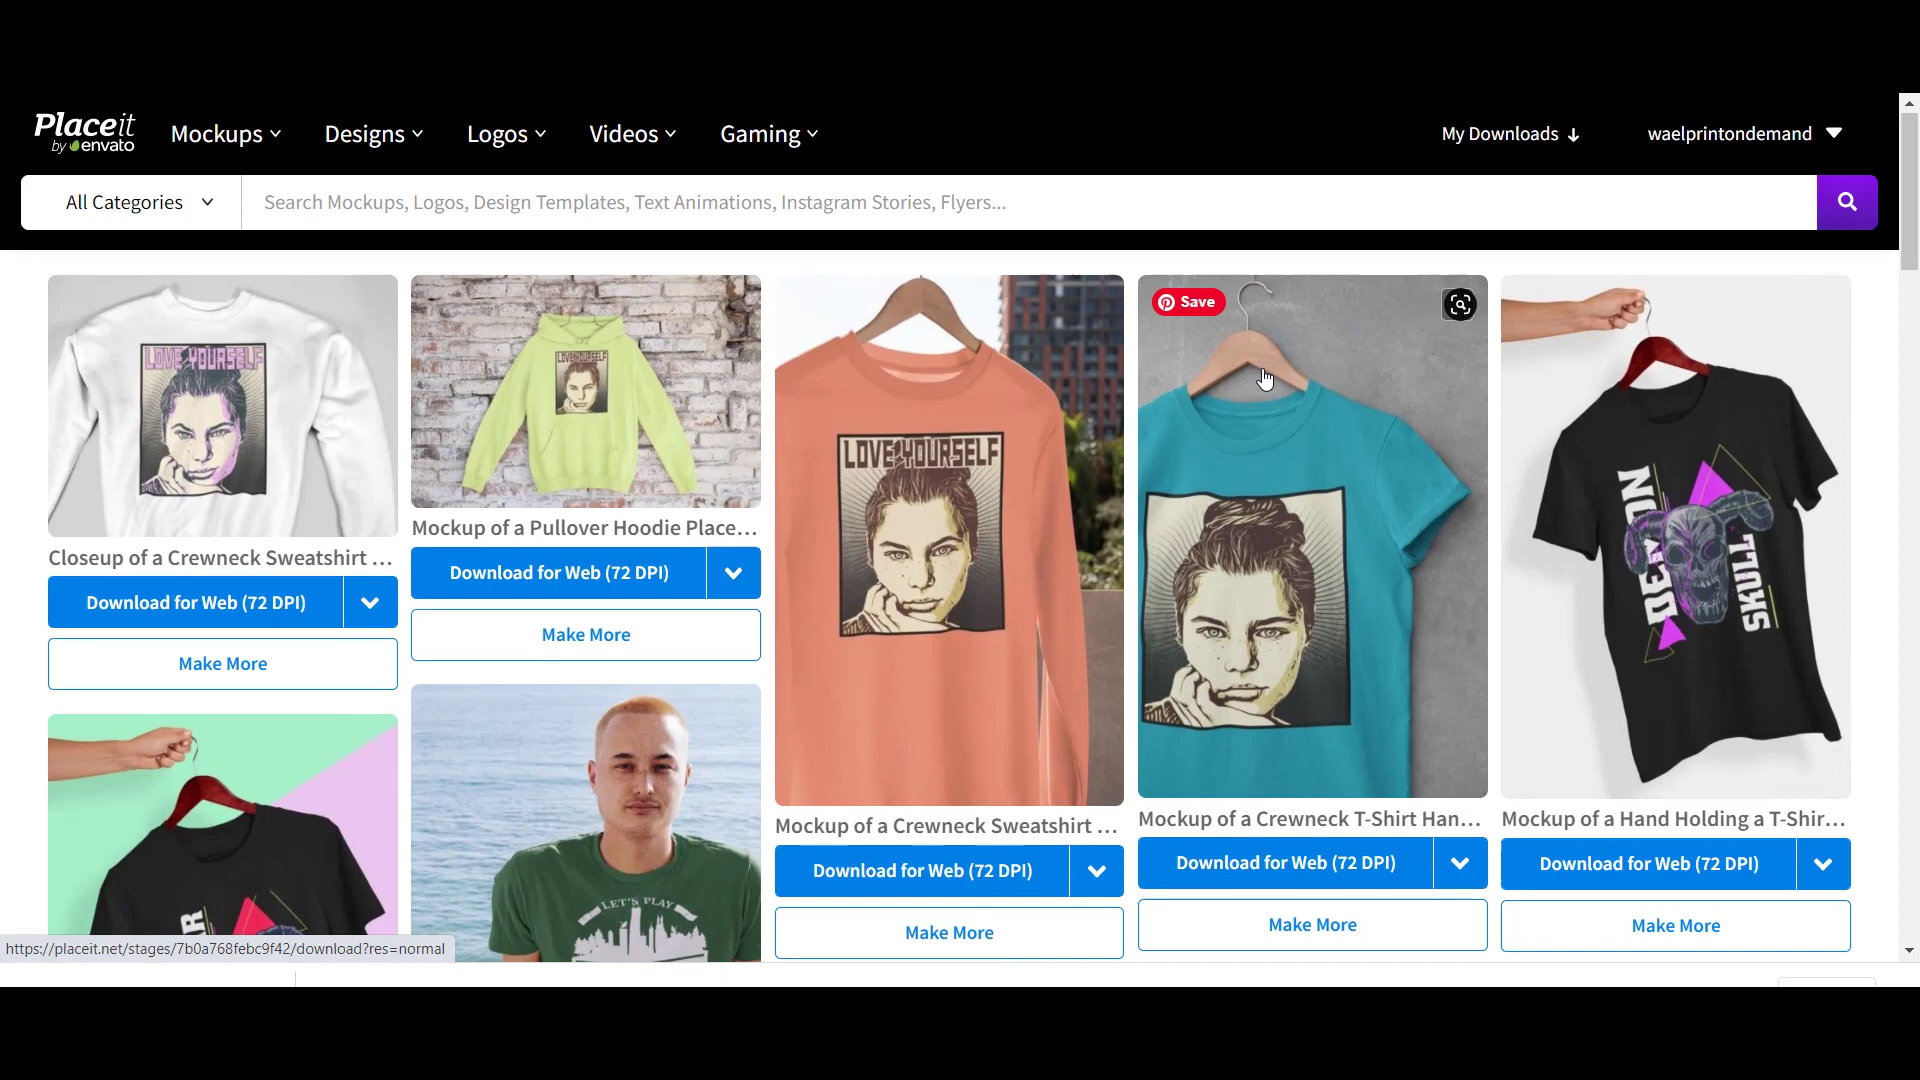 Placeit
by envato
Mockups
Designs
Logos
Videos
Gaming
My Downloads
waelprintondemand
All Categories
Search Mockups, Logos, Design Templates, Text Animations, Instagram Stories, Flyers...
LOVE YOURSELF
Closeup of a Crewneck Sweatshirt ...
Download for Web (72 DPI)
Make More
LOVE YOURSELF
Mockup of a Pullover Hoodie Place...
Download for Web (72 DPI)
Make More
LET'S PLAY
LOVE YOURSELF
Mockup of a Crewneck Sweatshirt ...
Download for Web (72 DPI)
Make More
Save
Mockup of a Crewneck T-Shirt Han...
Download for Web (72 DPI)
Make More
SKULL
Mockup of a Hand Holding a T-Shir...
Download for Web (72 DPI)
Make More
https://placeit.net/stages/7b0a768febc9f42/download?res=normal